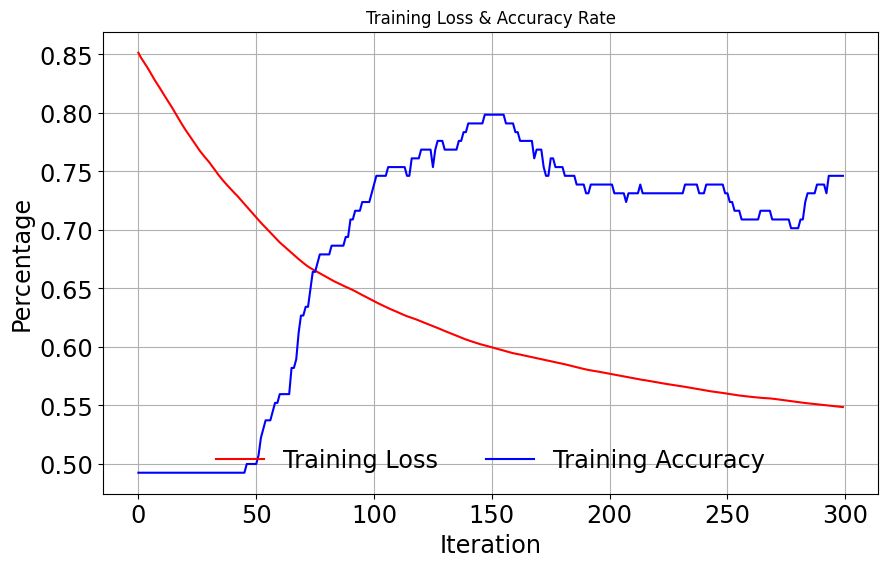 Training Loss & Accuracy Rate
Percentage
0.85
0.80
0.75
0.70
0.65
0.60
0.55
0.50
Training Loss Training Accuracy
0 50 100 150 200 250 300
Iteration